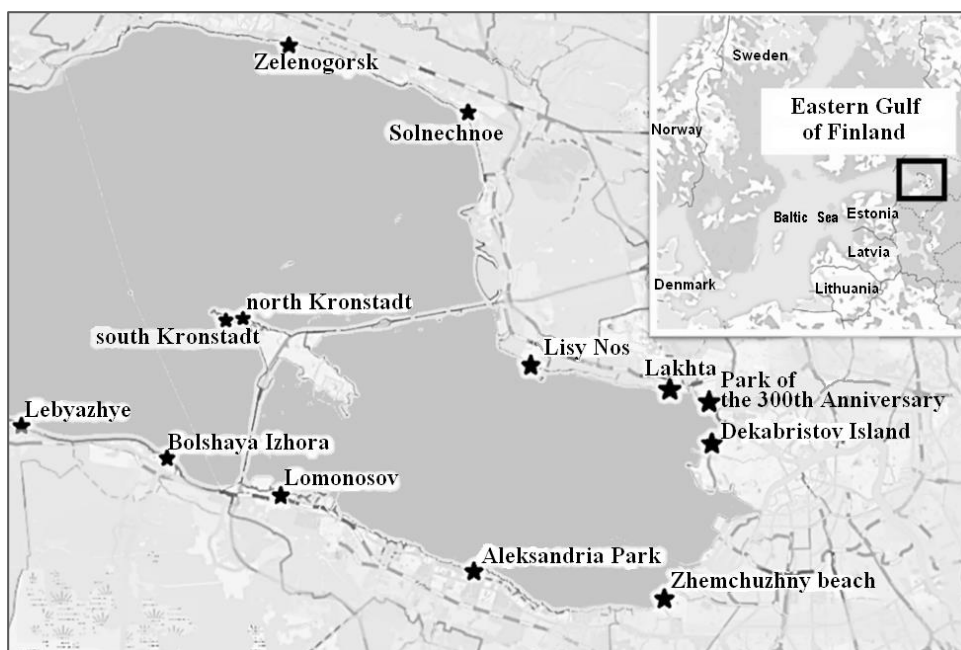 Zelenogorsk
Solnechnoe
north Kronstadt
south Kronstadt
Lisy Nos
Lakhta
Park of
the 300th Anniversary
Dekabristov Island
Lebyazhye
Bolshaya Izhora
Lomonosov
Aleksandria Park
Zhemchuzhny beach
Sweden
Eastern Gulf
of Finland
Norway
Baltic Sea
Estonia
Latvia
Denmark
Lithuania